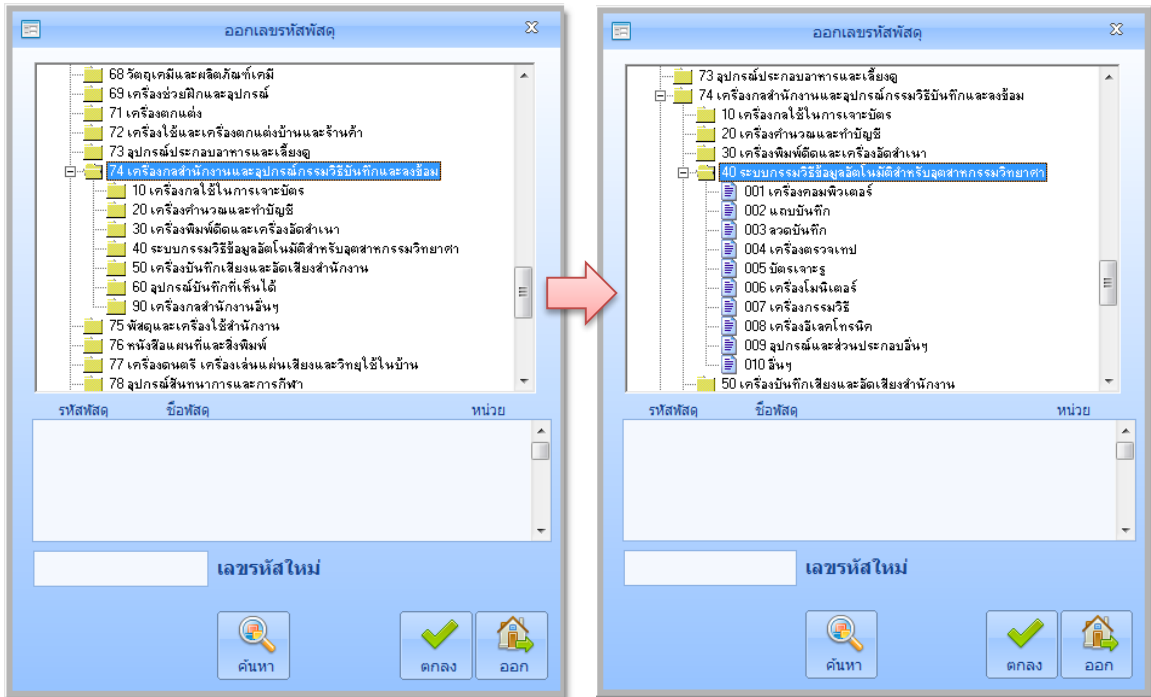 ออกเลขรหัสพัสดุ
68 วัตถุเคมีและผลิตภัณฑ์เคมี
69 เครื่องช่วยฝึกและอุปกรณ์
71 เครื่องตกแต่ง
72 เครื่องใช้และเครื่องตกแต่งบ้านและร้านค้า
73 อุปกรณ์ประกอบอาหารและเลี้ยงดู
74 เครื่องกลสำนักงานและอุปกรณ์กรรมวิธีบันทึกและลงข้อม
10 เครื่องกลใช้ในการเจาะบัตร
20 เครื่องคำนวณและทำบัญชี
30 เครื่องพิมพ์ดีดและเครื่องอัดสำเนา
40 ระบบกรรมวิธีข้อมูลอัตโนมัติสำหรับอุตสาหกรรมวิทยาศา
50 เครื่องบันทึกเสียงและอัดเสียงสำนักงาน
60 อุปกรณ์บันทึกที่เห็นได้
90 เครื่องกลสำนักงานอื่นๆ
75 พัสดุและเครื่องใช้สำนักงาน
76 หนังสือแผนที่และสิ่งพิมพ์
77 เครื่องดนตรี เครื่องเล่นแผ่นเสียงและวิทยุใช้ในบ้าน
78 อุปกรณ์สันทนาการและการกีฬา
รหัสพัสดุ ชื่อพัสดุ หน่วย
เลขรหัสใหม่
ค้นหา ตกลง ออก
ออกเลขรหัสพัสดุ
73 อุปกรณ์ประกอบอาหารและเลี้ยงดู
74 เครื่องกลสำนักงานและอุปกรณ์กรรมวิธีบันทึกและลงข้อม
10 เครื่องกลใช้ในการเจาะบัตร
20 เครื่องคำนวณและทำบัญชี
30 เครื่องพิมพ์ดีดและเครื่องอัดสำเนา
40 ระบบกรรมวิธีข้อมูลอัตโนมัติสำหรับอุตสาหกรรมวิทยาศา
001 เครื่องคอมพิวเตอร์
002 แถบบันทึก
003 ลวดบันทึก
004 เครื่องตรวจเทป
005 บัตรเจาะรู
006 เครื่องโมนิเตอร์
007 เครื่องกรรมวิธี
008 เครื่องอีเลคโทรนิค
009 อุปกรณ์และส่วนประกอบอื่นๆ
010 อื่นๆ
50 เครื่องบันทึกเสียงและอัดเสียงสำนักงาน
รหัสพัสดุ ชื่อพัสดุ หน่วย
เลขรหัสใหม่
ค้นหา ตกลง ออก